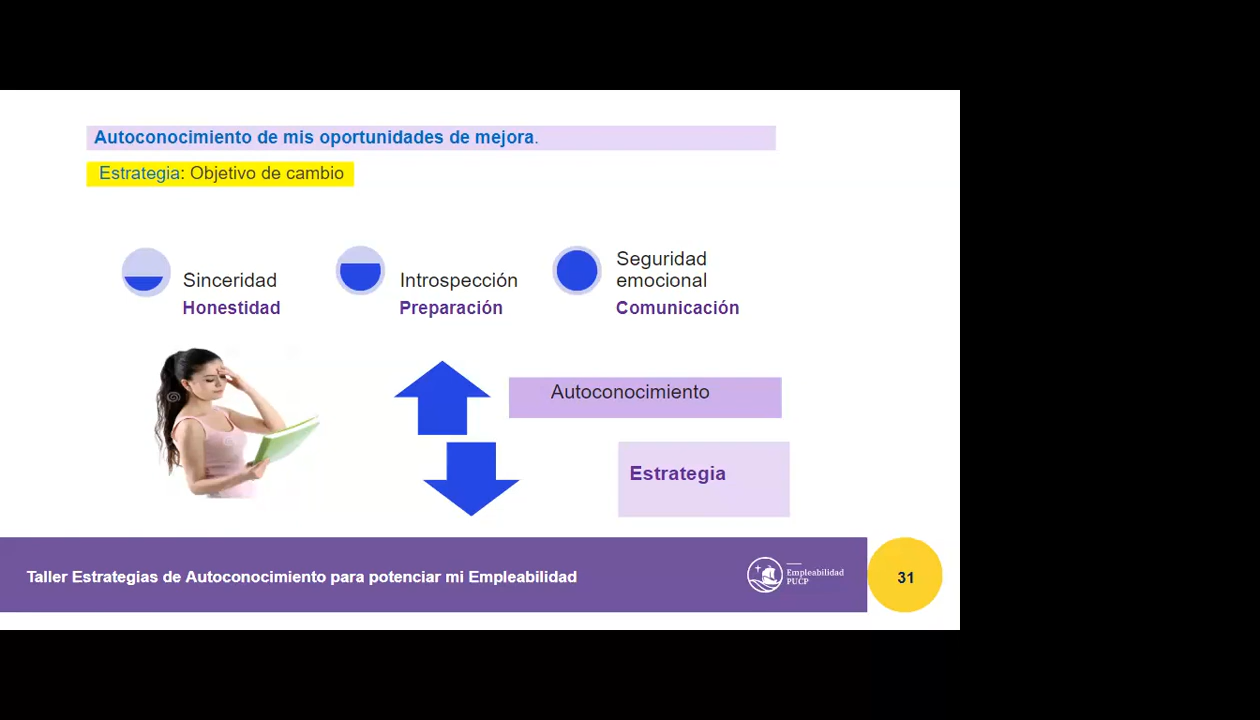 Autoconocimiento de mis oportunidades de mejora.
Estrategia: Objetivo de cambio
Sinceridad
Honestidad
Introspección
Preparación
Seguridad
emocional
Comunicación
Autoconocimiento
Estrategia
Taller Estrategias de Autoconocimiento para potenciar mi Empleabilidad
Empleabilidad
PUCP
31